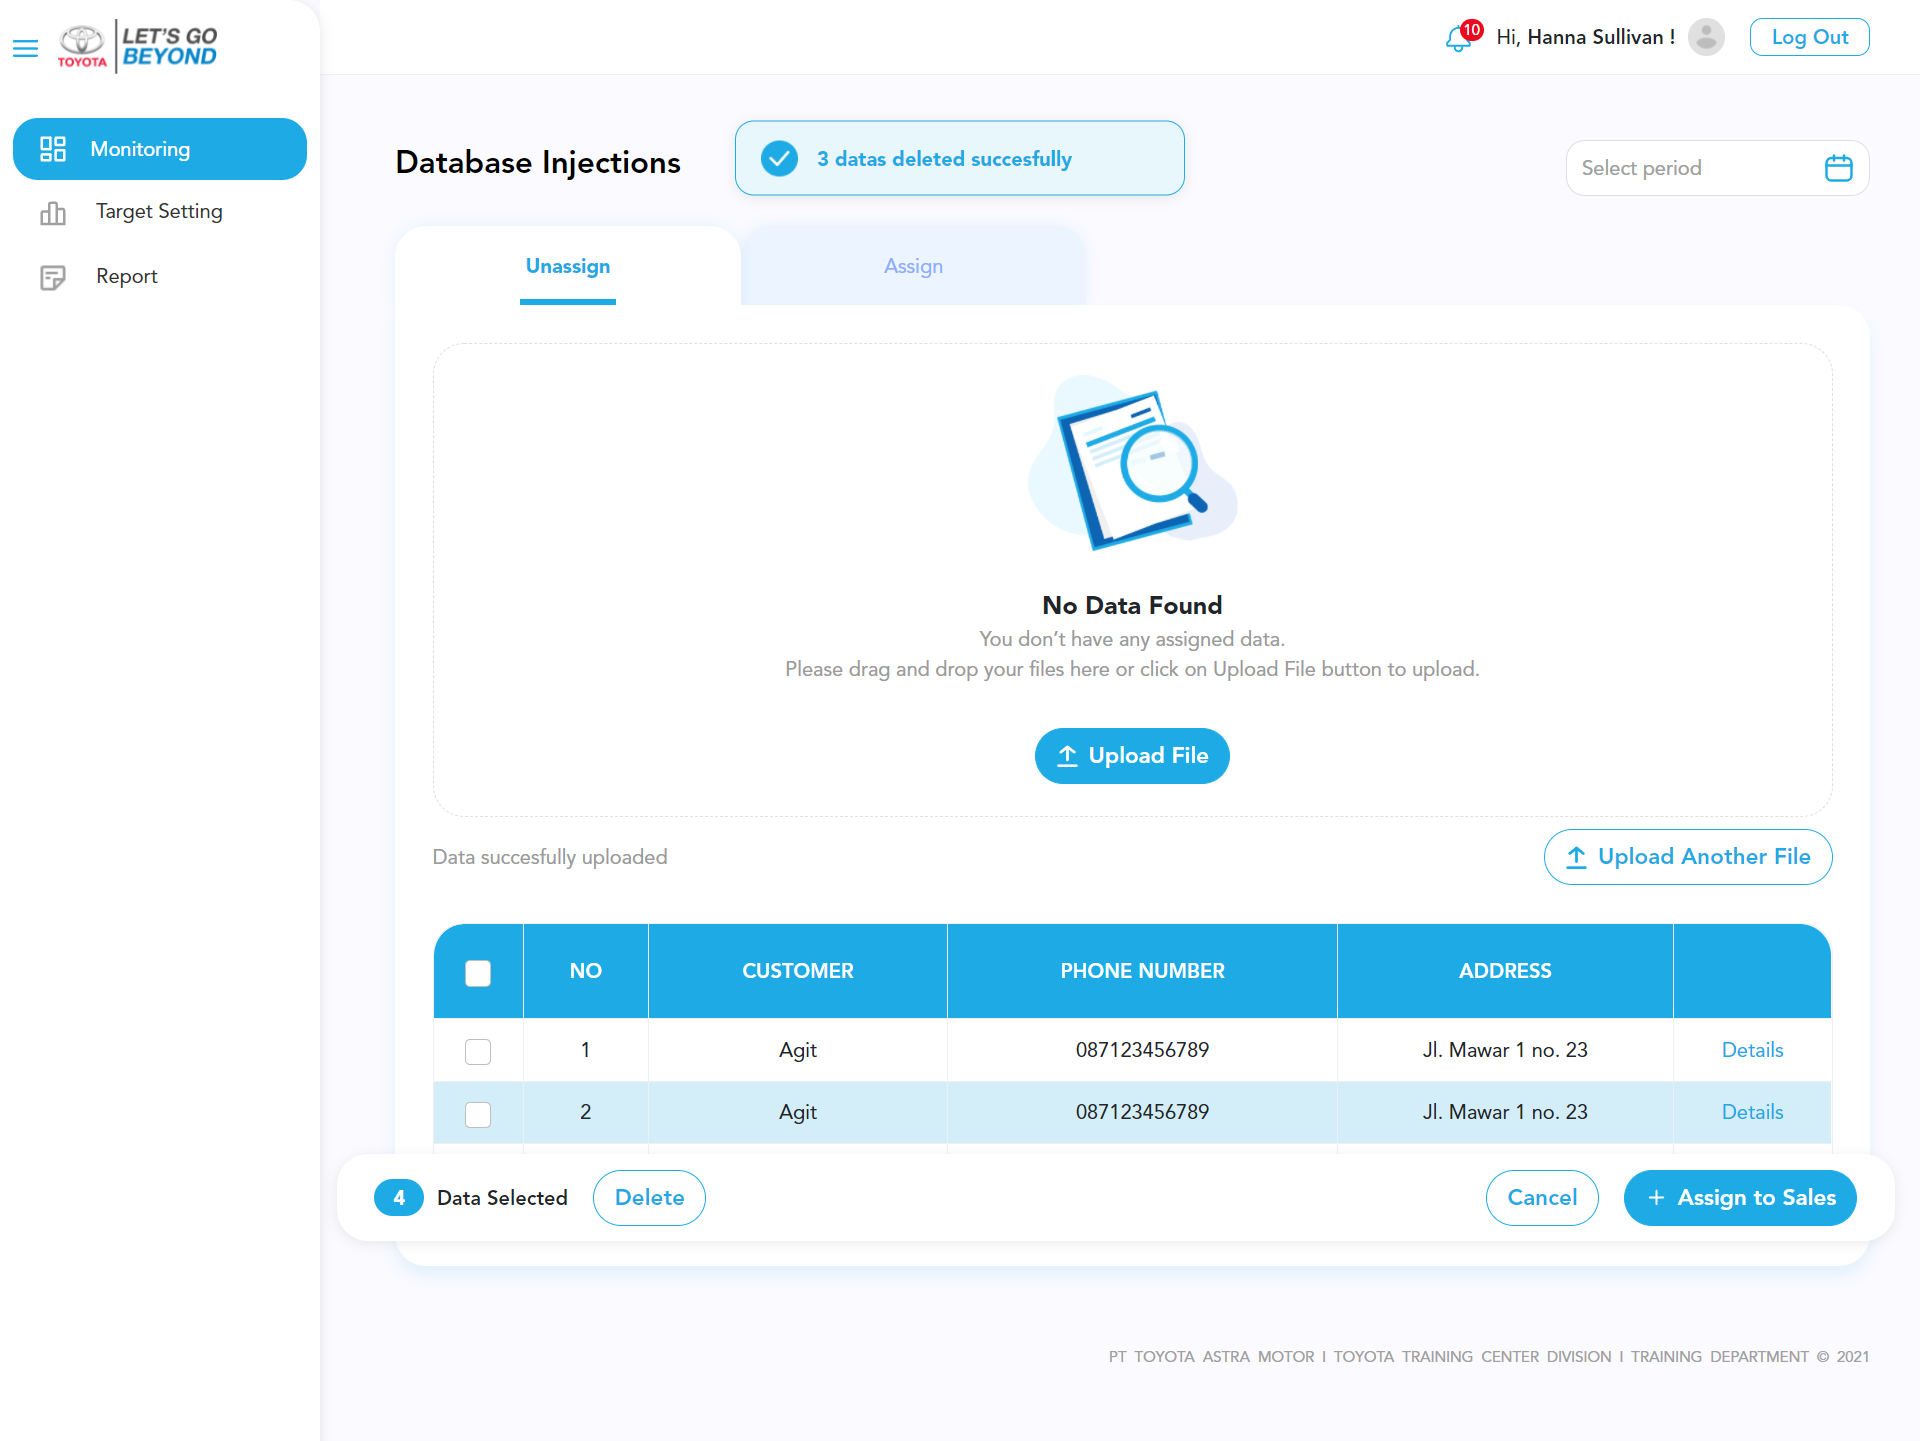 TOYOTA
LET'S GO
BEYOND
10
Hi, Hanna Sullivan !
Log Out
Monitoring
Target Setting
Report
Database Injections
3 datas deleted succesfully
Select period
Unassign
Assign
No Data Found
You don’t have any assigned data.
Please drag and drop your files here or click on Upload File button to upload.
Upload File
Data succesfully uploaded
Upload Another File
NO CUSTOMER PHONE NUMBER ADDRESS
1 Agit 087123456789 Jl. Mawar 1 no. 23 Details
2 Agit 087123456789 Jl. Mawar 1 no. 23 Details
4 Data Selected Delete Cancel + Assign to Sales
PT TOYOTA ASTRA MOTOR I TOYOTA TRAINING CENTER DIVISION I TRAINING DEPARTMENT © 2021